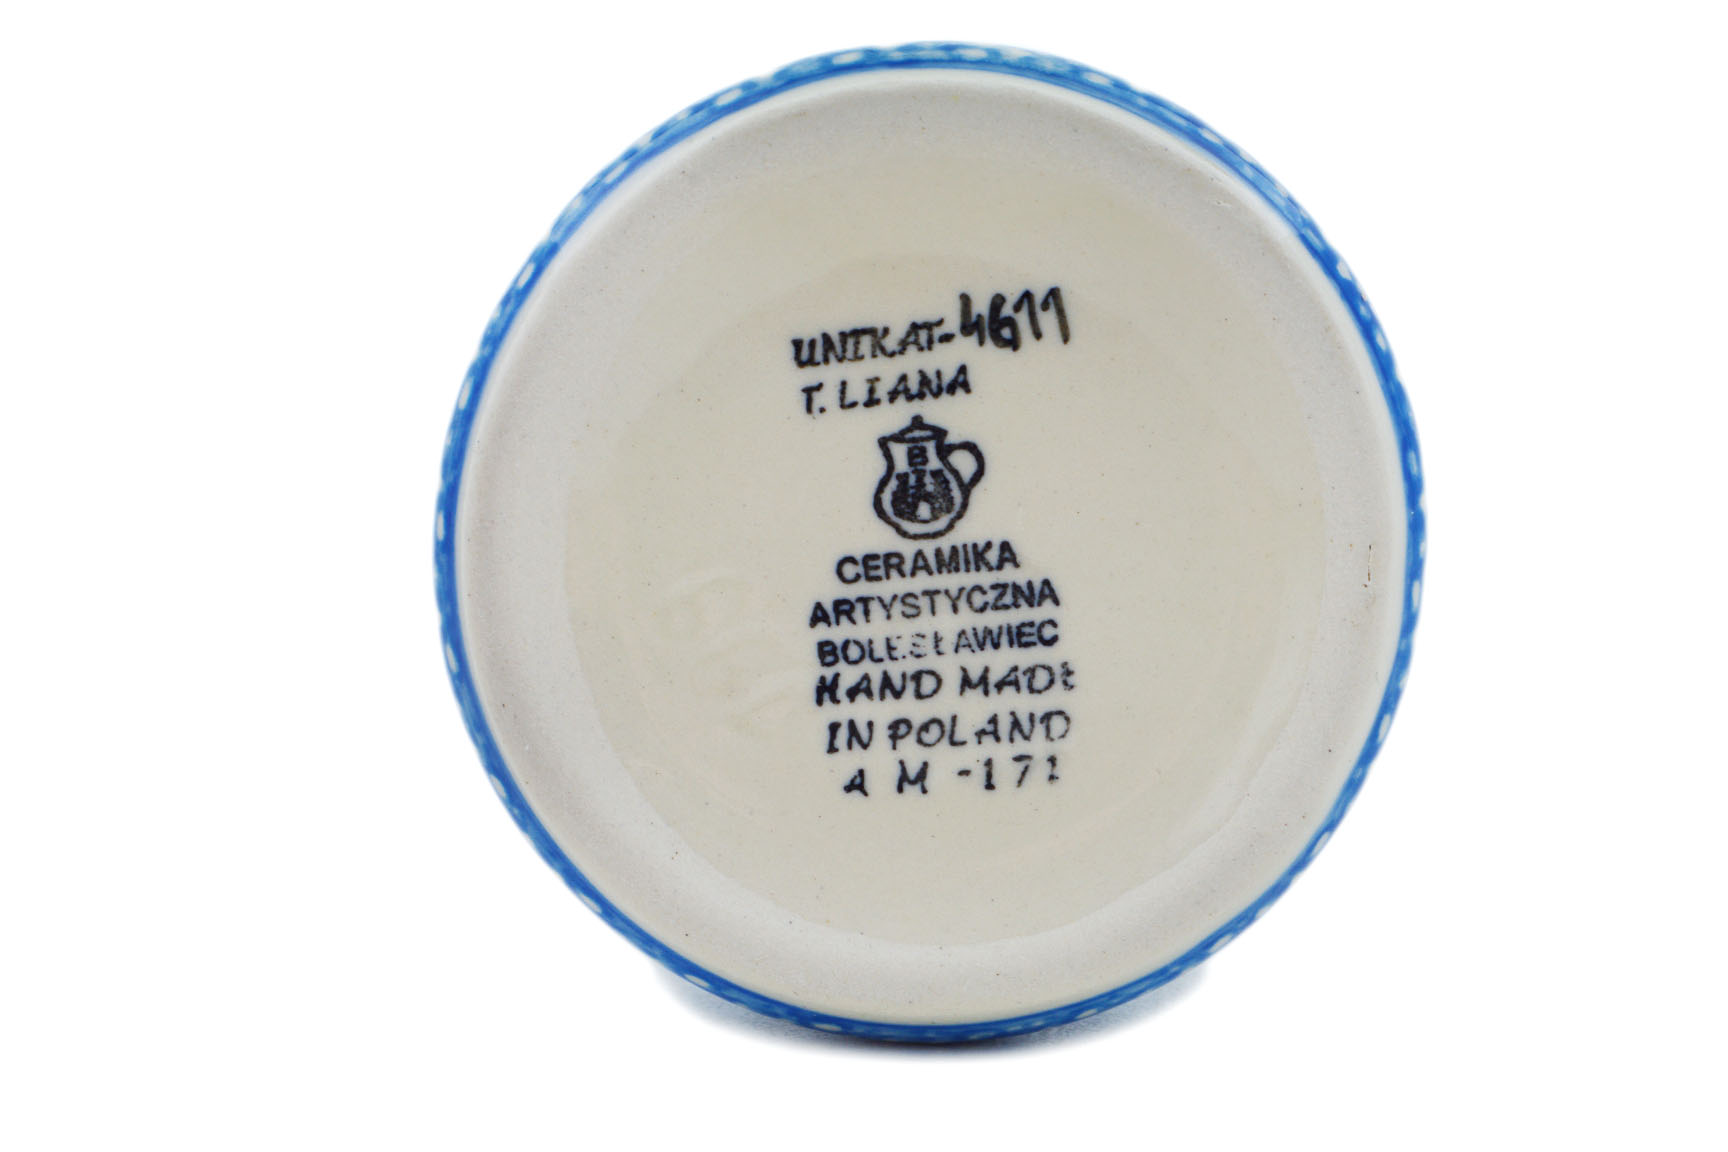 UNIKAT-4611
T. LIANA
B
CERAMIKA
ARTYSTYCZNA
BOLESŁAWIEC
HAND MADE
IN POLAND
A M -171